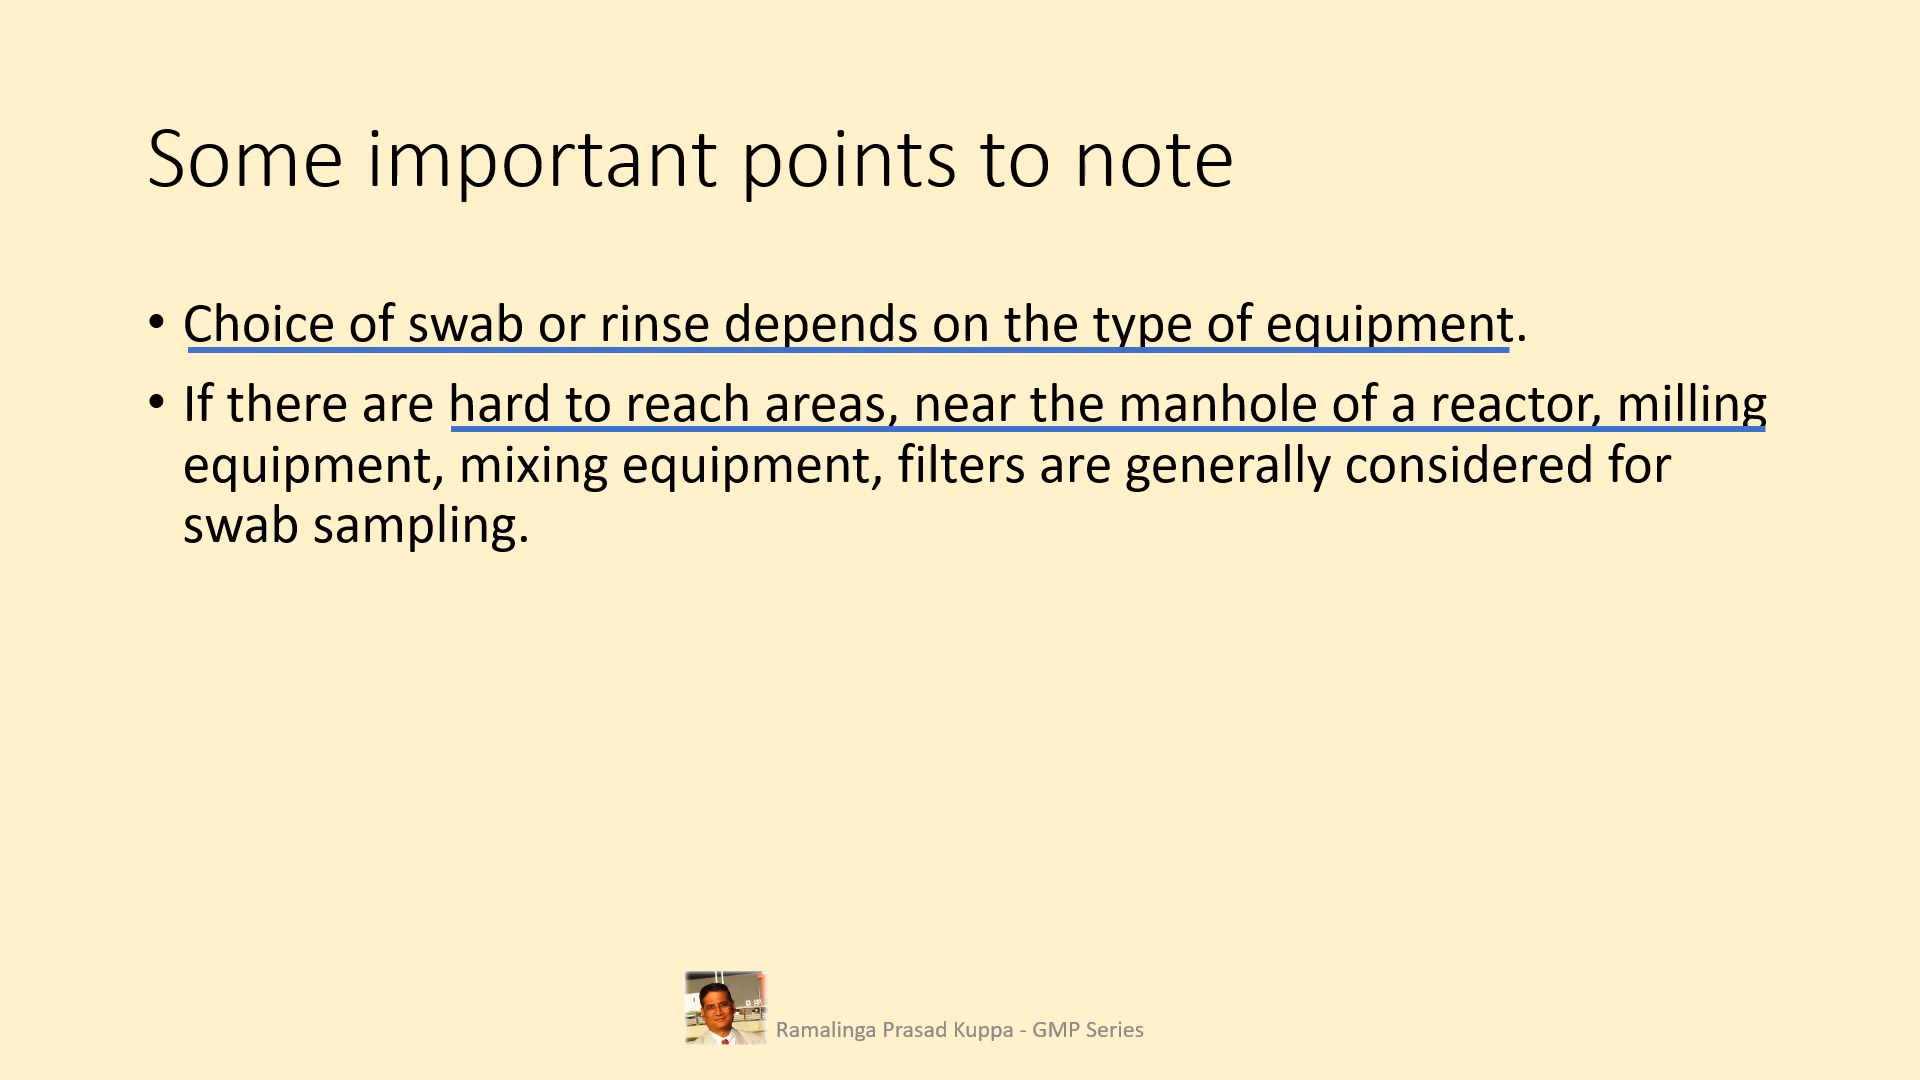 Some important points to note
• Choice of swab or rinse depends on the type of equipment.
• If there are hard to reach areas, near the manhole of a reactor, milling
equipment, mixing equipment, filters are generally considered for
swab sampling.
Ramalinga Prasad Kuppa - GMP Series